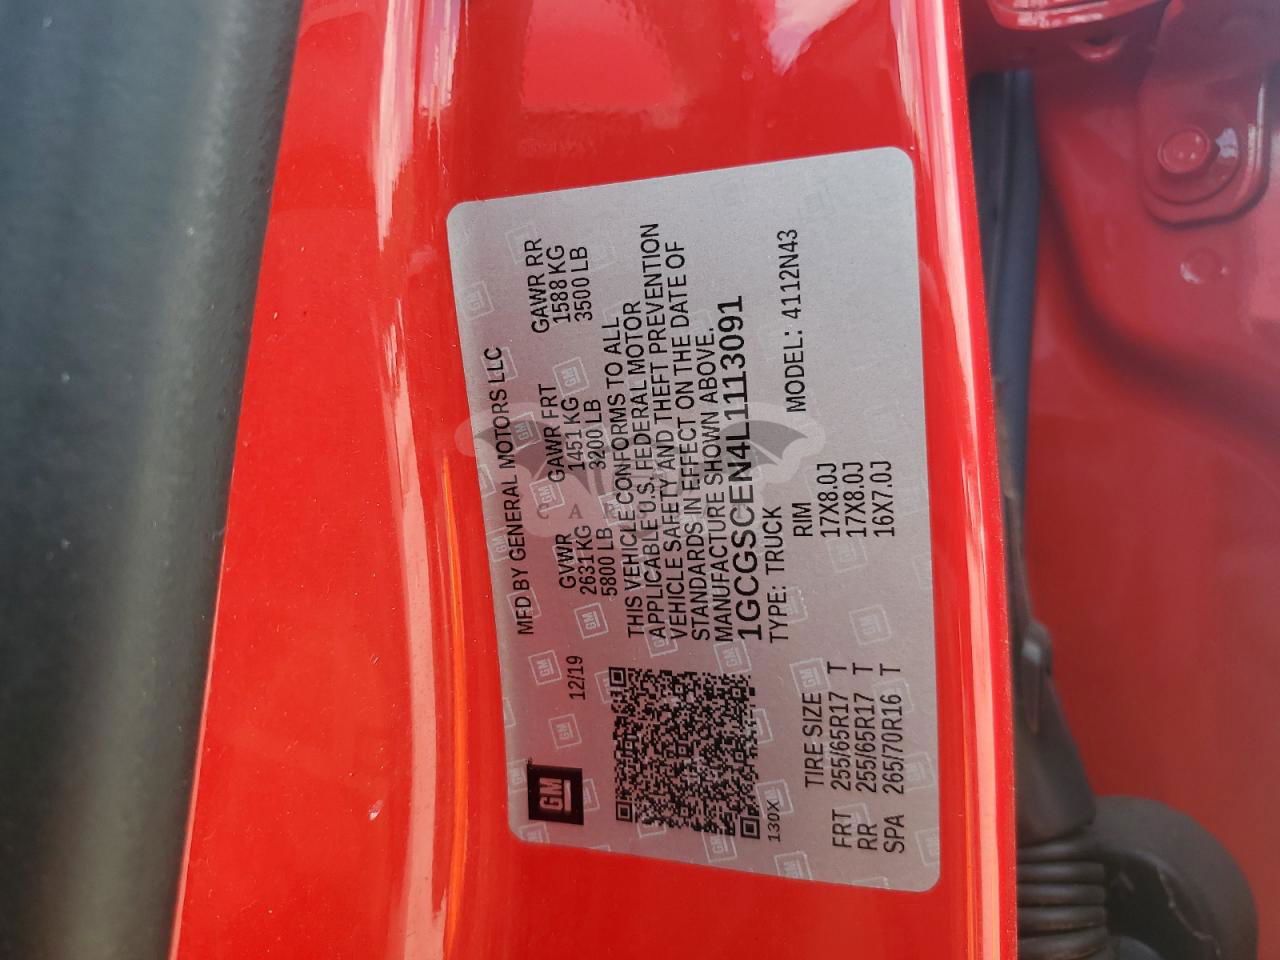 GM
MFD BY GENERAL MOTORS LLC
12/19
GVWR GAWR FRT GAWR RR
2631 KG 1451 KG 1588 KG
5800 LB 3200 LB 3500 LB
THIS VEHICLE CONFORMS TO ALL
APPLICABLE U.S. FEDERAL MOTOR
VEHICLE SAFETY AND THEFT PREVENTION
STANDARDS IN EFFECT ON THE DATE OF
MANUFACTURE SHOWN ABOVE.
1GCGSCEN4L1113091
TYPE: TRUCK MODEL: 4112N43
130X
TIRE SIZE RIM
FRT 255/65R17 T 17X8.0J
RR 255/65R17 T 17X8.0J
SPA 265/70R16 T 16X7.0J